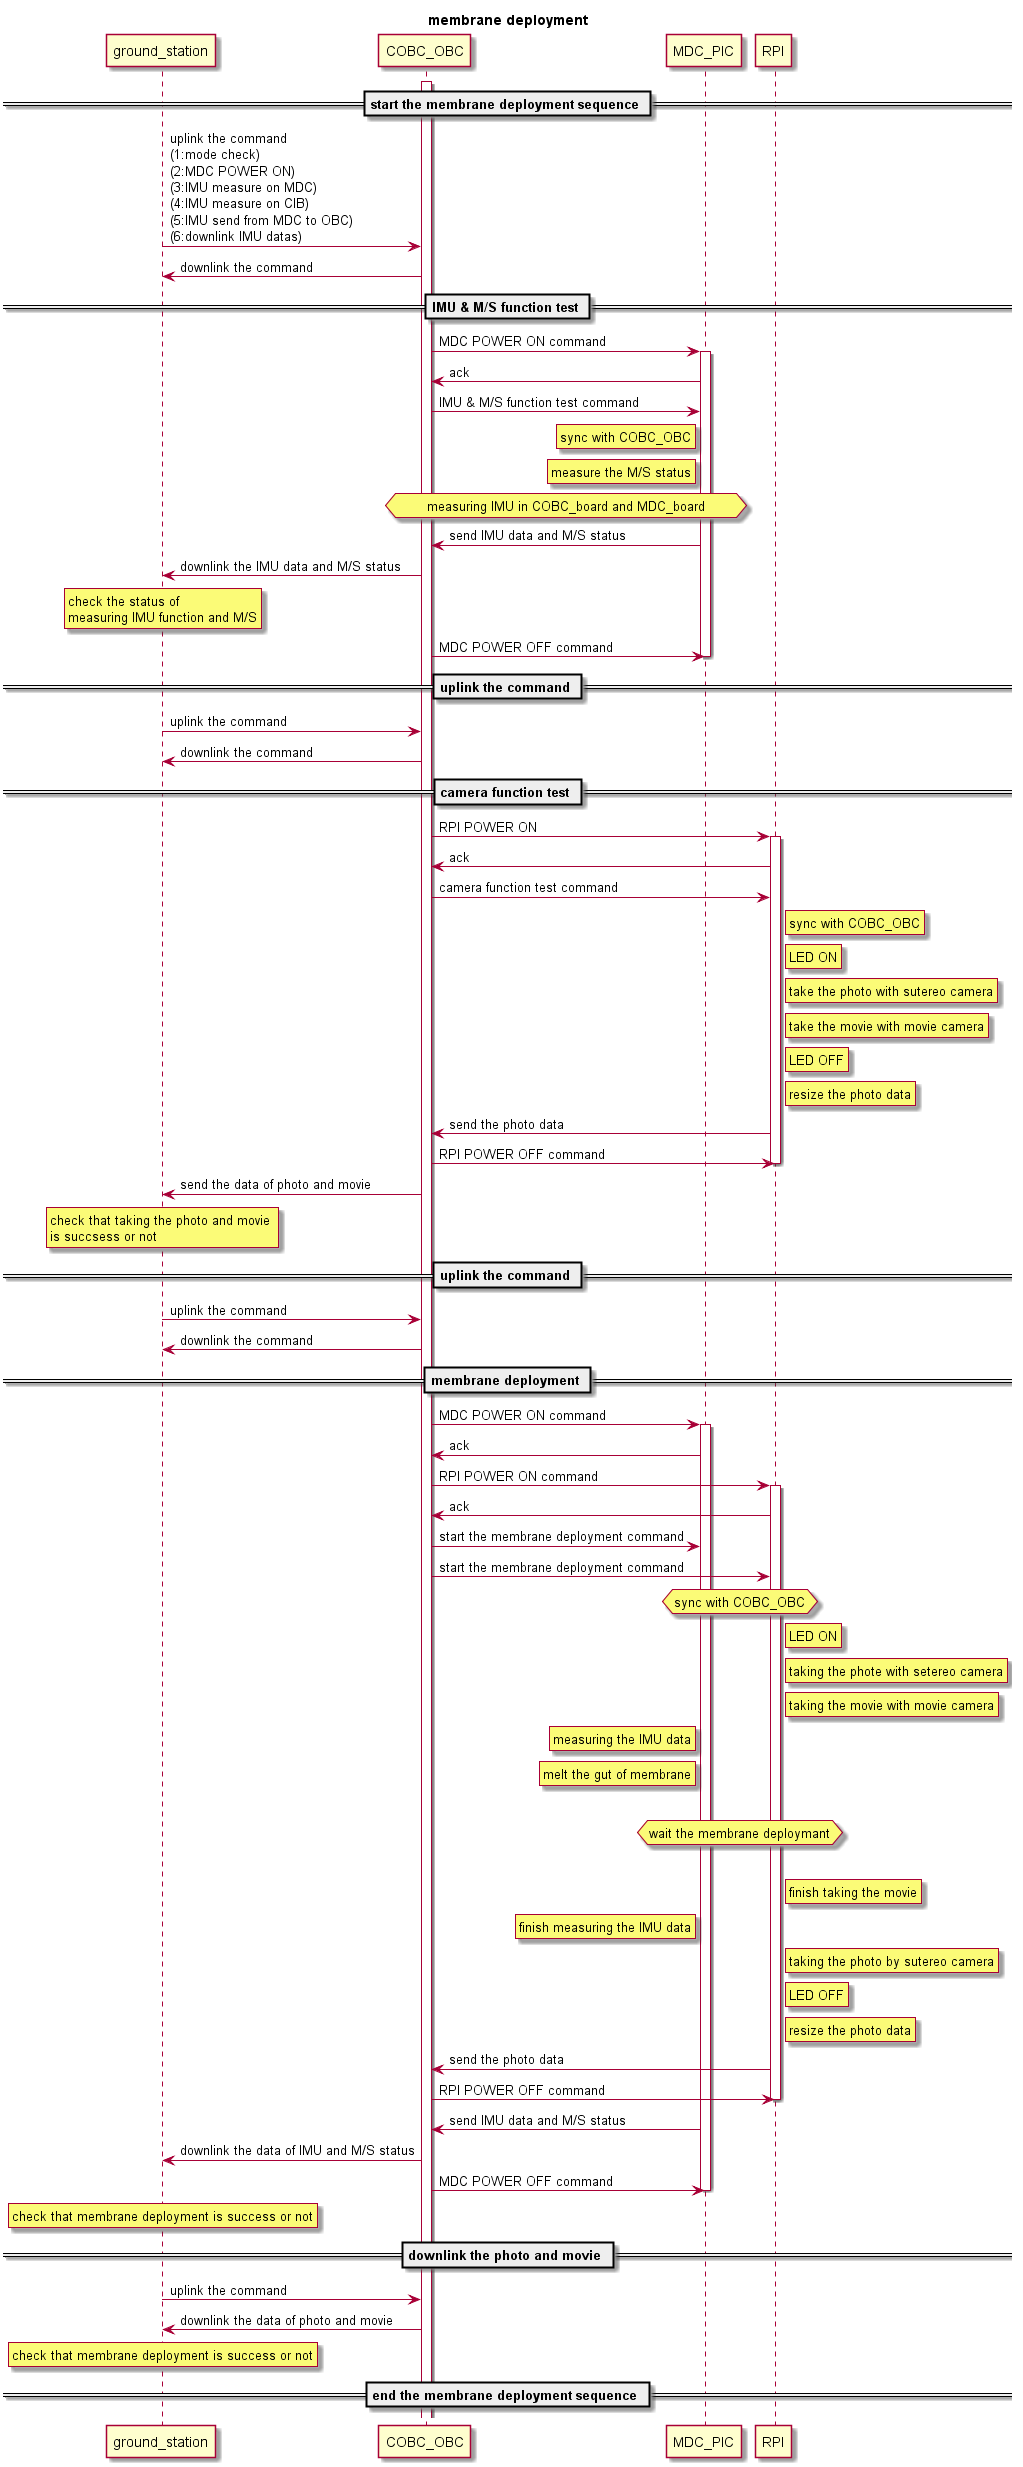 membrane deployment
ground_station
COBC_OBC
MDC_PIC
RPI
start the membrane deployment sequence
uplink the command
(1:mode check)
(2:MDC POWER ON)
(3:IMU measure on MDC)
(4:IMU measure on CIB)
(5:IMU send from MDC to OBC)
(6:downlink IMU datas)
downlink the command
IMU & M/S function test
MDC POWER ON command
ack
IMU & M/S function test command
sync with COBC_OBC
measure the M/S status
measuring IMU in COBC_board and MDC_board
send IMU data and M/S status
downlink the IMU data and M/S status
check the status of
measuring IMU function and M/S
MDC POWER OFF command
uplink the command
uplink the command
downlink the command
camera function test
RPI POWER ON
ack
camera function test command
sync with COBC_OBC
LED ON
take the photo with sutereo camera
take the movie with movie camera
LED OFF
resize the photo data
send the photo data
RPI POWER OFF command
send the data of photo and movie
check that taking the photo and movie
is succsess or not
uplink the command
uplink the command
downlink the command
membrane deployment
MDC POWER ON command
ack
RPI POWER ON command
ack
start the membrane deployment command
start the membrane deployment command
sync with COBC_OBC
LED ON
taking the phote with setereo camera
taking the movie with movie camera
measuring the IMU data
melt the gut of membrane
wait the membrane deploymant
finish taking the movie
finish measuring the IMU data
taking the photo by sutereo camera
LED OFF
resize the photo data
send the photo data
RPI POWER OFF command
send IMU data and M/S status
downlink the data of IMU and M/S status
MDC POWER OFF command
check that membrane deployment is success or not
downlink the photo and movie
uplink the command
downlink the data of photo and movie
check that membrane deployment is success or not
end the membrane deployment sequence
ground_station
COBC_OBC
MDC_PIC
RPI